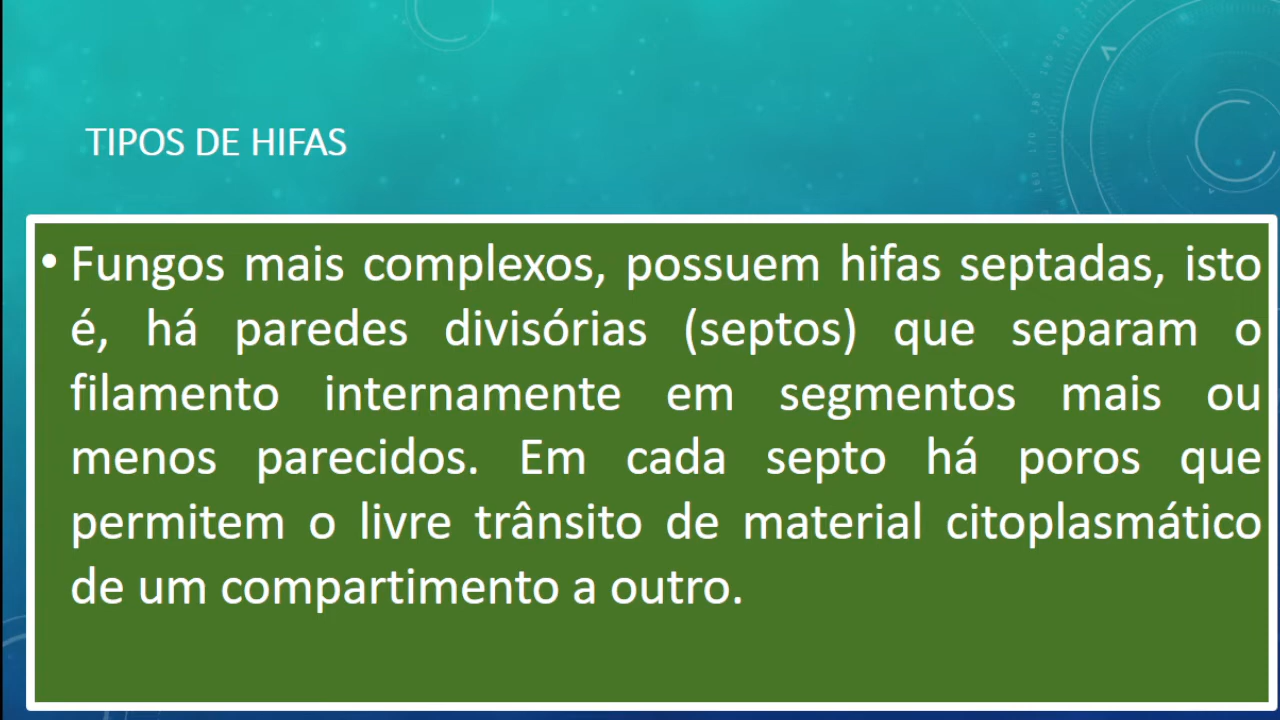 TIPOS DE HIFAS
• Fungos mais complexos, possuem hifas septadas, isto
é, há paredes divisórias (septos) que separam o
filamento internamente em segmentos mais ou
menos parecidos. Em cada septo há poros que
permitem o livre trânsito de material citoplasmático
de um compartimento a outro.